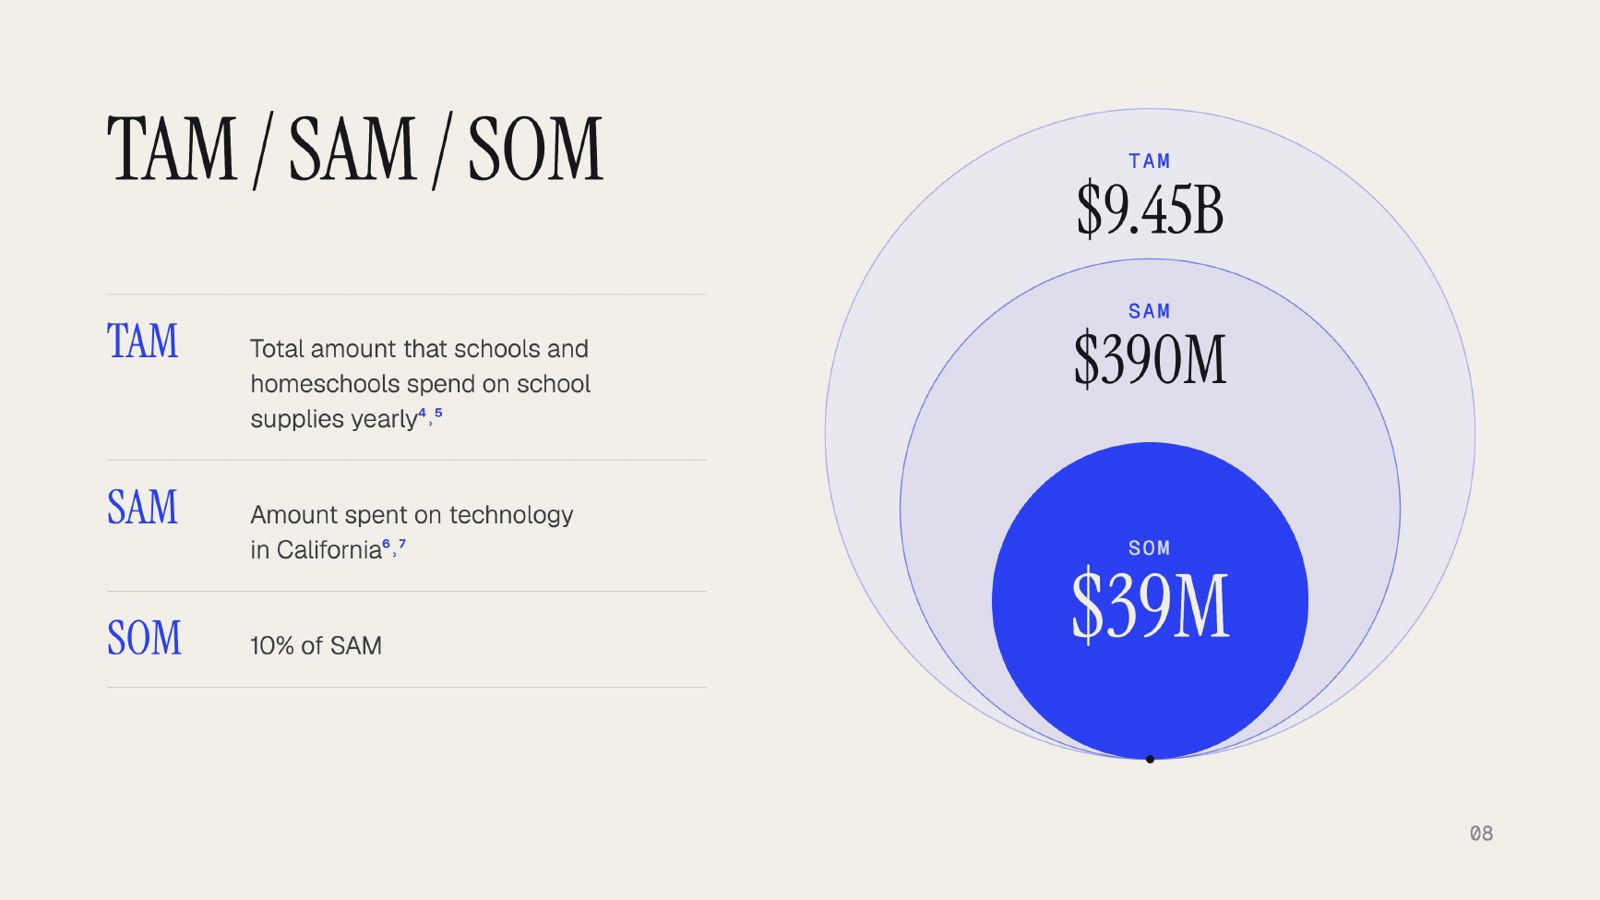 TAM / SAM / SOM
TAM
Total amount that schools and
homeschools spend on school
supplies yearly⁴,⁵
SAM
Amount spent on technology
in California⁶,⁷
SOM
10% of SAM
TAM
$9.45B
SAM
$390M
SOM
$39M
08